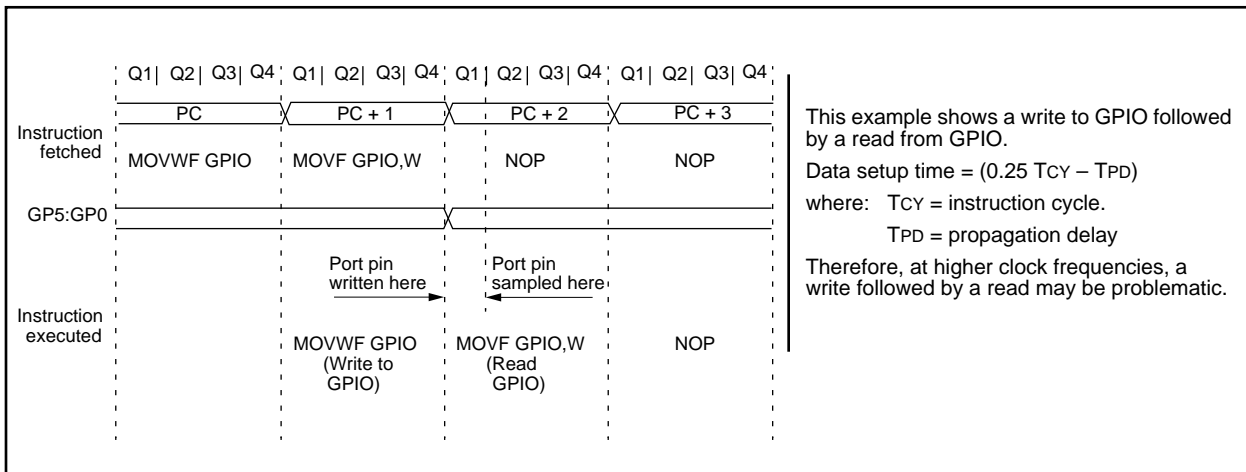 Q1| Q2| Q3| Q4 Q1| Q2| Q3| Q4 Q1| Q2| Q3| Q4 Q1| Q2| Q3| Q4
PC PC + 1 PC + 2 PC + 3
Instruction
fetched
MOVWF GPIO MOVF GPIO,W NOP NOP
GP5:GP0
Port pin
written here
Port pin
sampled here
Instruction
executed
MOVWF GPIO
(Write to
GPIO)
MOVF GPIO,W
(Read
GPIO)
NOP
This example shows a write to GPIO followed
by a read from GPIO.
Data setup time = (0.25 TCY – TPD)
where: TCY = instruction cycle.
TPD = propagation delay
Therefore, at higher clock frequencies, a
write followed by a read may be problematic.